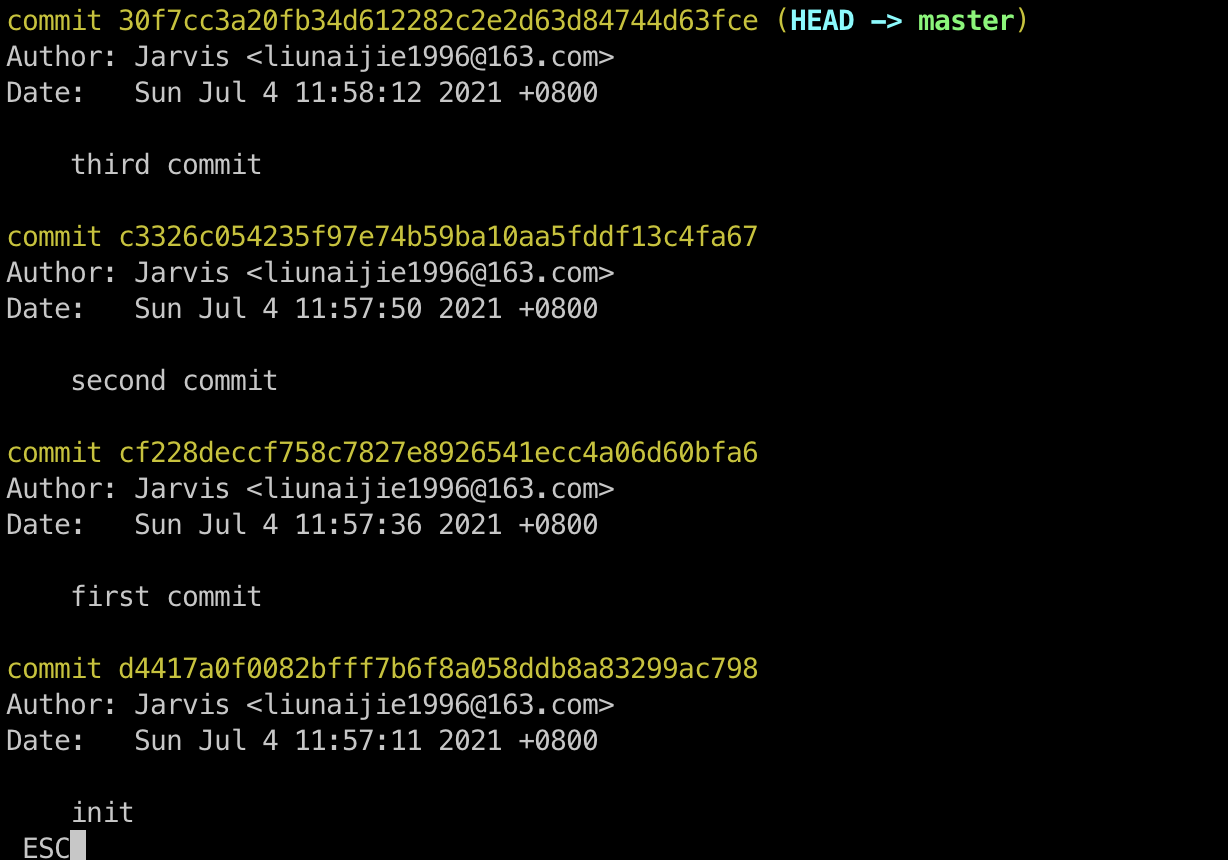 commit 30f7cc3a20fb34d612282c2e2d63d84744d63fce (HEAD -> master)
Author: Jarvis <liunaijie1996@163.com>
Date:   Sun Jul 4 11:58:12 2021 +0800
    third commit
commit c3326c054235f97e74b59ba10aa5fddf13c4fa67
Author: Jarvis <liunaijie1996@163.com>
Date:   Sun Jul 4 11:57:50 2021 +0800
    second commit
commit cf228deccf758c7827e8926541ecc4a06d60bfa6
Author: Jarvis <liunaijie1996@163.com>
Date:   Sun Jul 4 11:57:36 2021 +0800
    first commit
commit d4417a0f0082bfff7b6f8a058ddb8a83299ac798
Author: Jarvis <liunaijie1996@163.com>
Date:   Sun Jul 4 11:57:11 2021 +0800
    init
 ESC